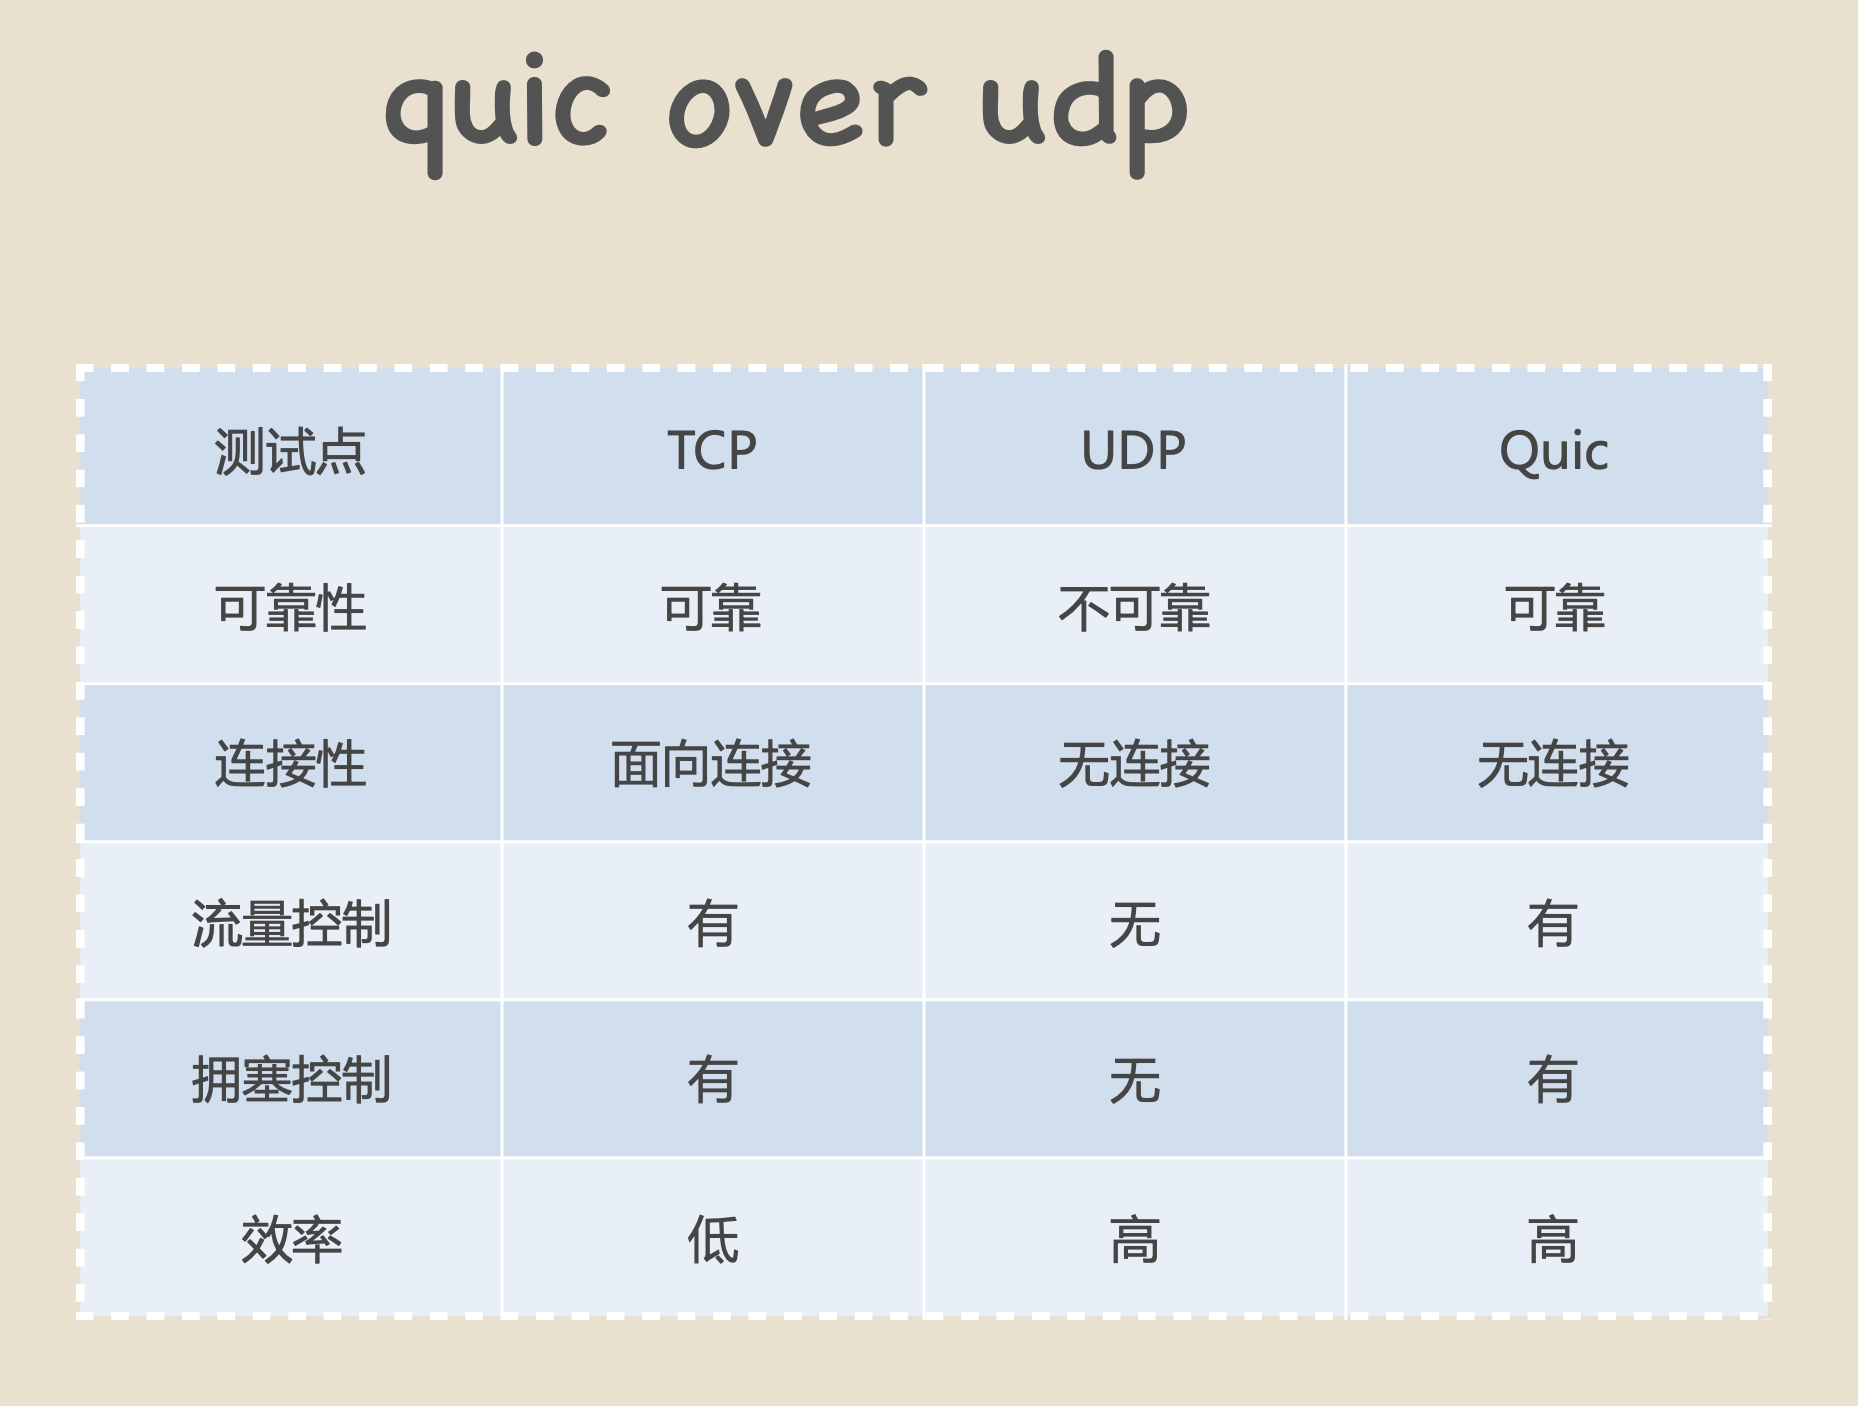 quic over udp
测试点 TCP UDP Quic
可靠性 可靠 不可靠 可靠
连接性 面向连接 无连接 无连接
流量控制 有 无 有
拥塞控制 有 无 有
效率 低 高 高